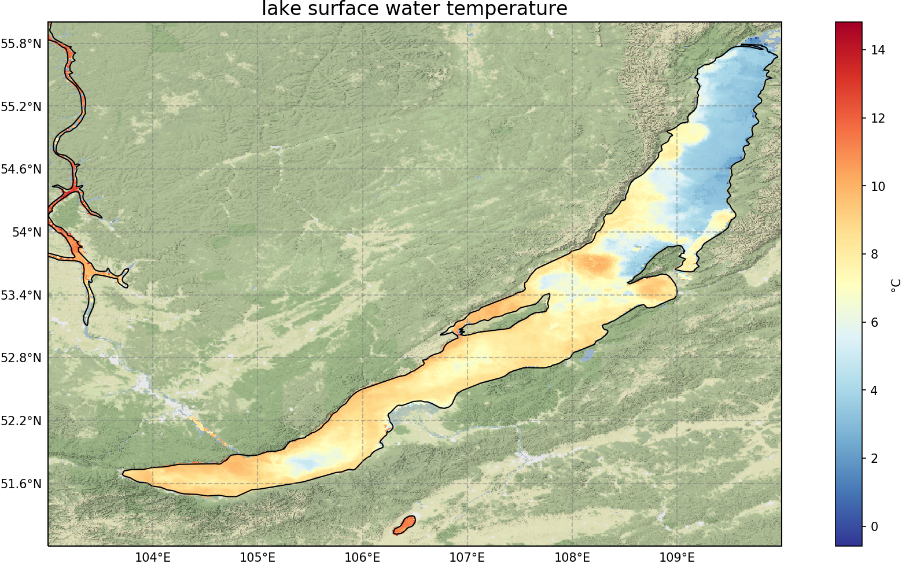 lake surface water temperature
55.8°N
55.2°N
54.6°N
54°N
53.4°N
52.8°N
52.2°N
51.6°N
104°E 105°E 106°E 107°E 108°E 109°E
14
12
10
8
6
4
2
0
°C